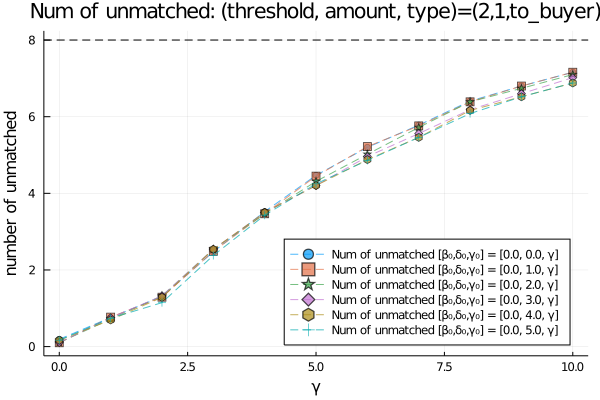 Num of unmatched: (threshold, amount, type)=(2,1,to_buyer)
8
6
4
2
0
number of unmatched
Num of unmatched [β₀,δ₀,γ₀] = [0.0, 0.0, γ]
Num of unmatched [β₀,δ₀,γ₀] = [0.0, 1.0, γ]
Num of unmatched [β₀,δ₀,γ₀] = [0.0, 2.0, γ]
Num of unmatched [β₀,δ₀,γ₀] = [0.0, 3.0, γ]
Num of unmatched [β₀,δ₀,γ₀] = [0.0, 4.0, γ]
Num of unmatched [β₀,δ₀,γ₀] = [0.0, 5.0, γ]
0.0 2.5 5.0 7.5 10.0
γ